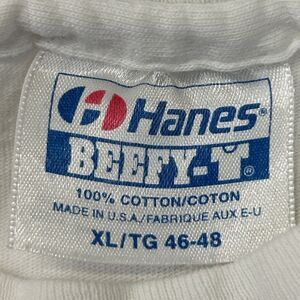 Hanes®
BEEFY-T®
100% COTTON/COTON
MADE IN U.S.A./FABRIQUE AUX E-U
XL/TG 46-48